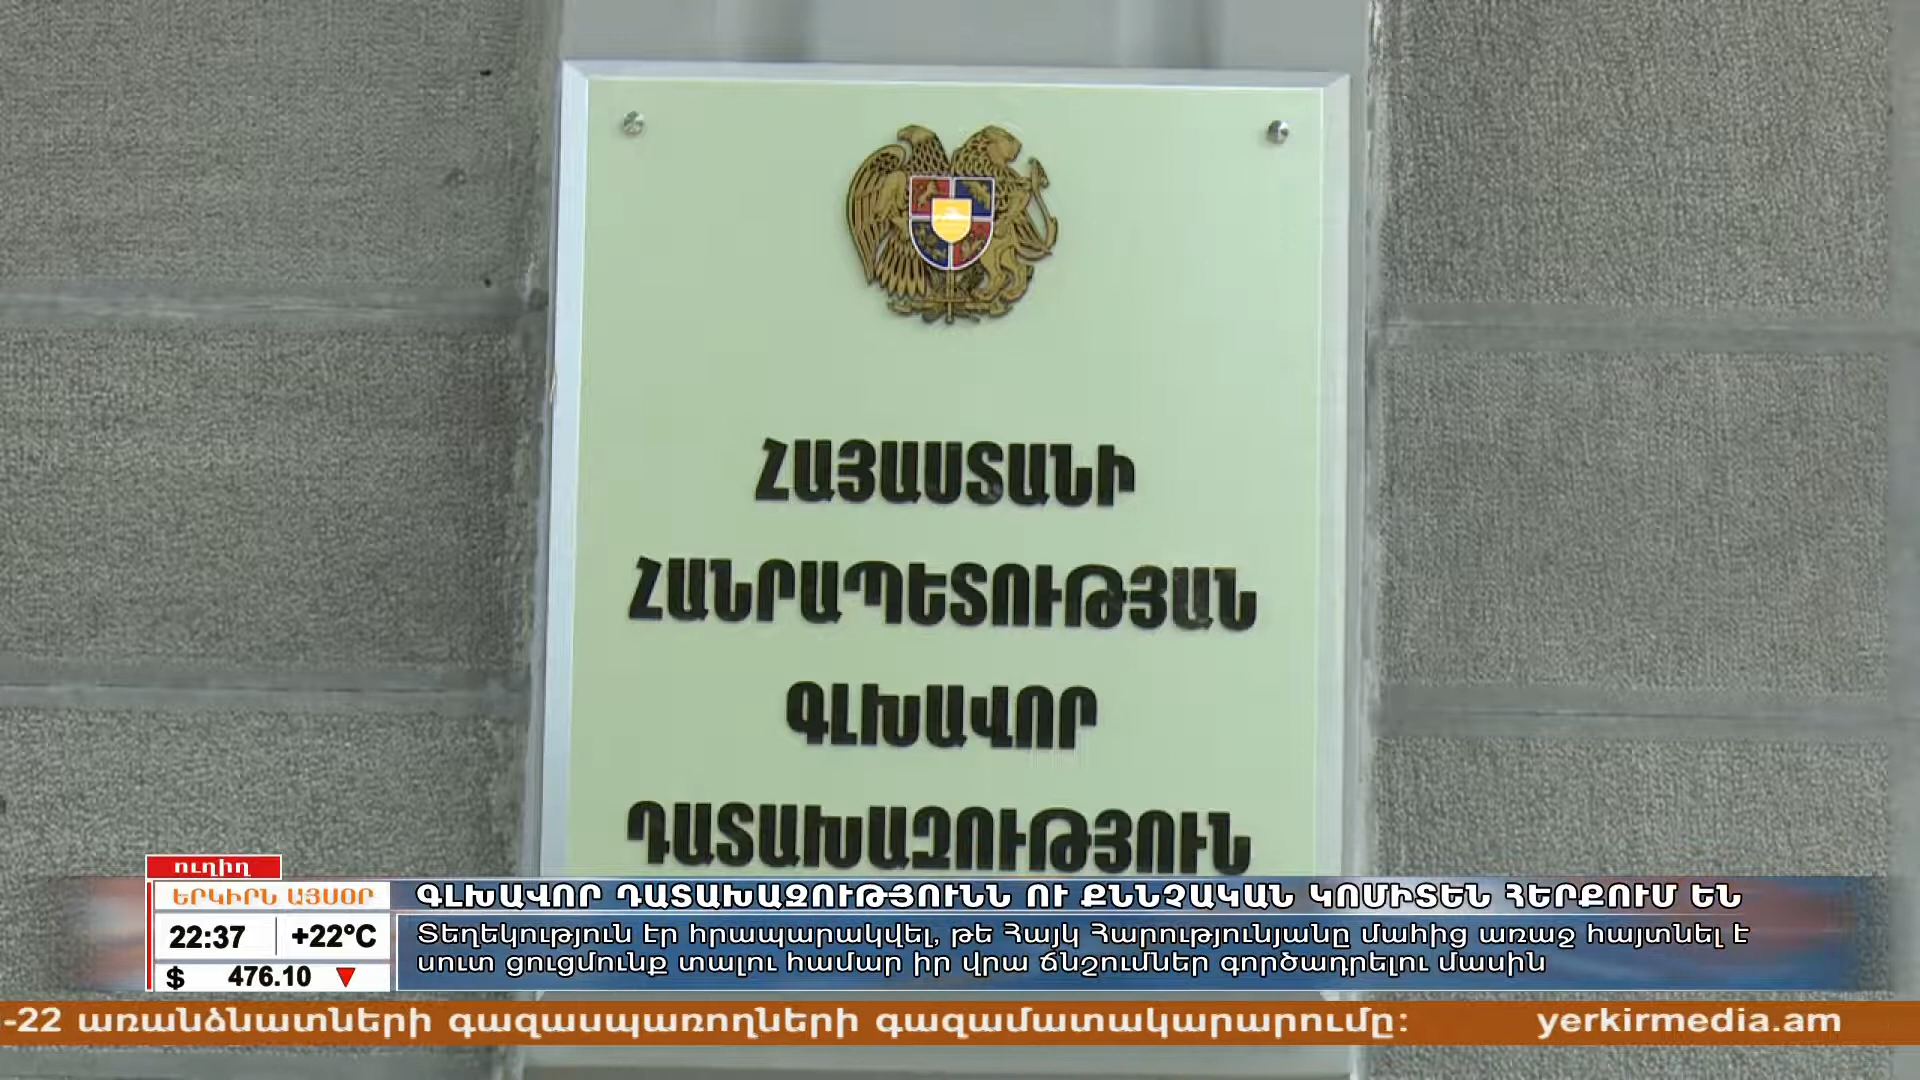 ՀԱՅԱՍՏԱՆԻ
ՀԱՆՐԱՊԵՏՈՒԹՅԱՆ
ԳԼԽԱՎՈՐ
ԴԱՏԱԽԱԶՈՒԹՅՈՒՆ
ուղիղ
ԵՐԿԻՐՆ ԱՅՍՕՐ
22:37 +22°C
$ 476.10
ԳԼԽԱՎՈՐ ԴԱՏԱԽԱԶՈՒԹՅՈՒՆՆ ՈՒ ՔՆՆՉԱԿԱՆ ԿՈՄԻՏԵՆ ՀԵՐՔՈՒՄ ԵՆ
Տեղեկություն էր հրապարակվել, թե Հայկ Հարությունյանը մահից առաջ հայտնել է
սուտ ցուցմունք տալու համար իր վրա ճնշումներ գործադրելու մասին
-22 առանձնատների գազասպառողների գազամատակարարումը: yerkirmedia.am